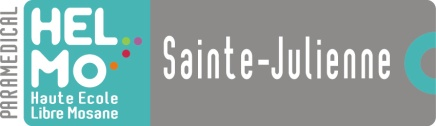 PARAMEDICAL
HEL
MO
Haute Ecole
Libre Mosane
Sainte-Julienne